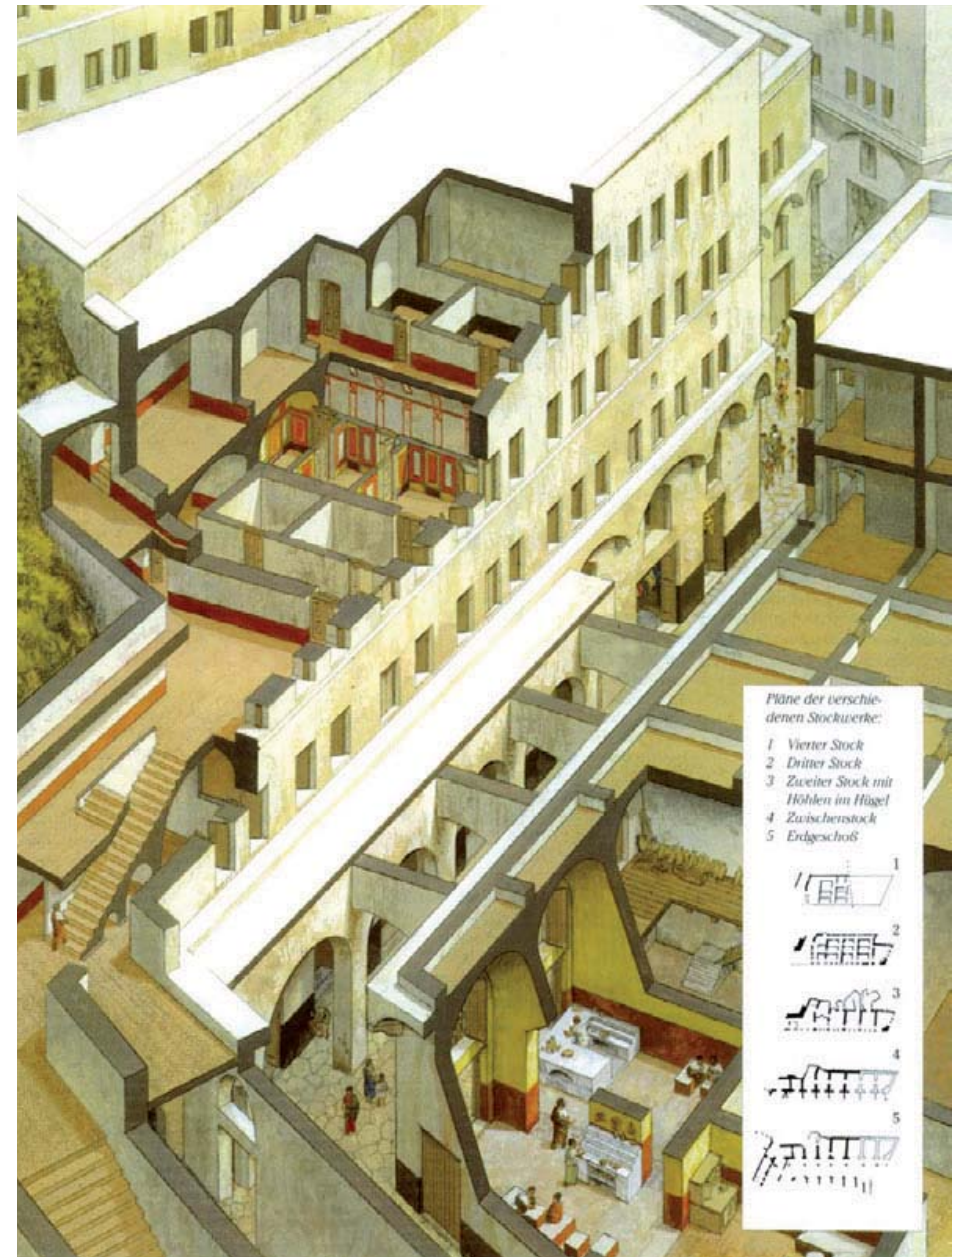 Pläne der verschie-
denen Stockwerke:
1 Vierter Stock
2 Dritter Stock
3 Zweiter Stock mit
Höhlen im Hügel
4 Zwischenstock
5 Erdgeschoß
1
2
3
4
5